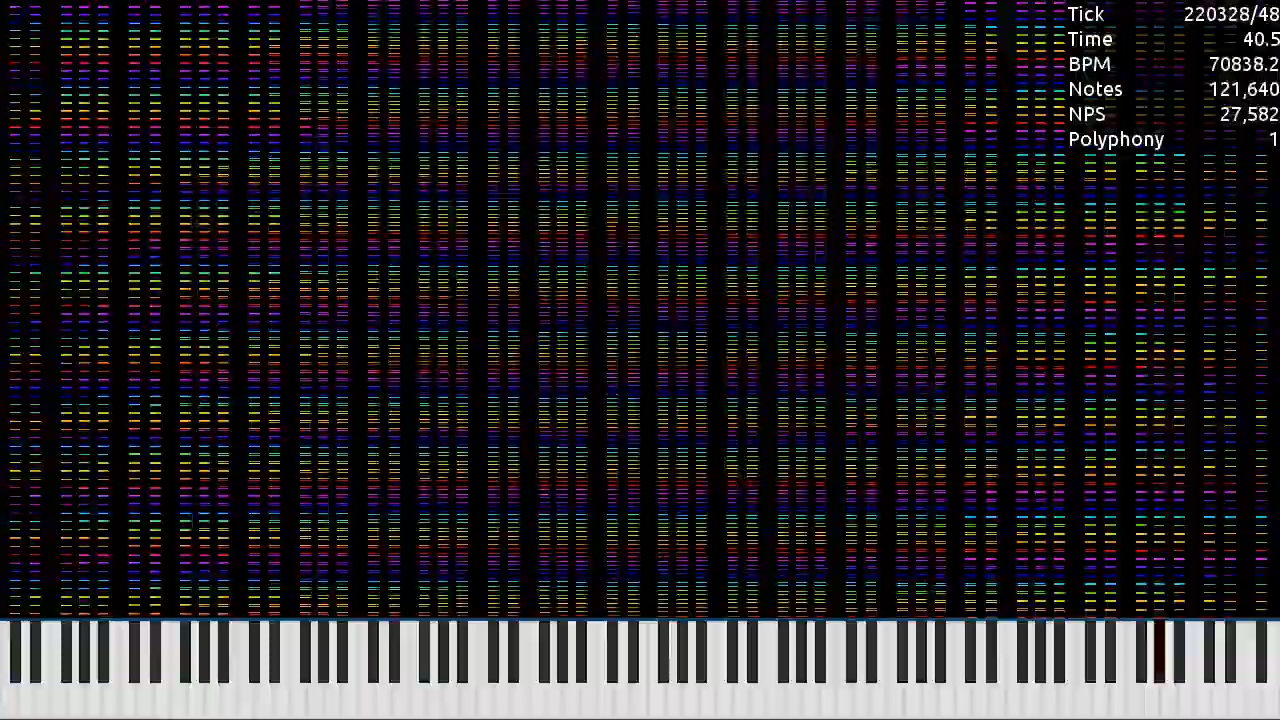 Tick 220328/48
Time 40.5
BPM 70838.2
Notes 121,640
NPS 27,582
Polyphony 1